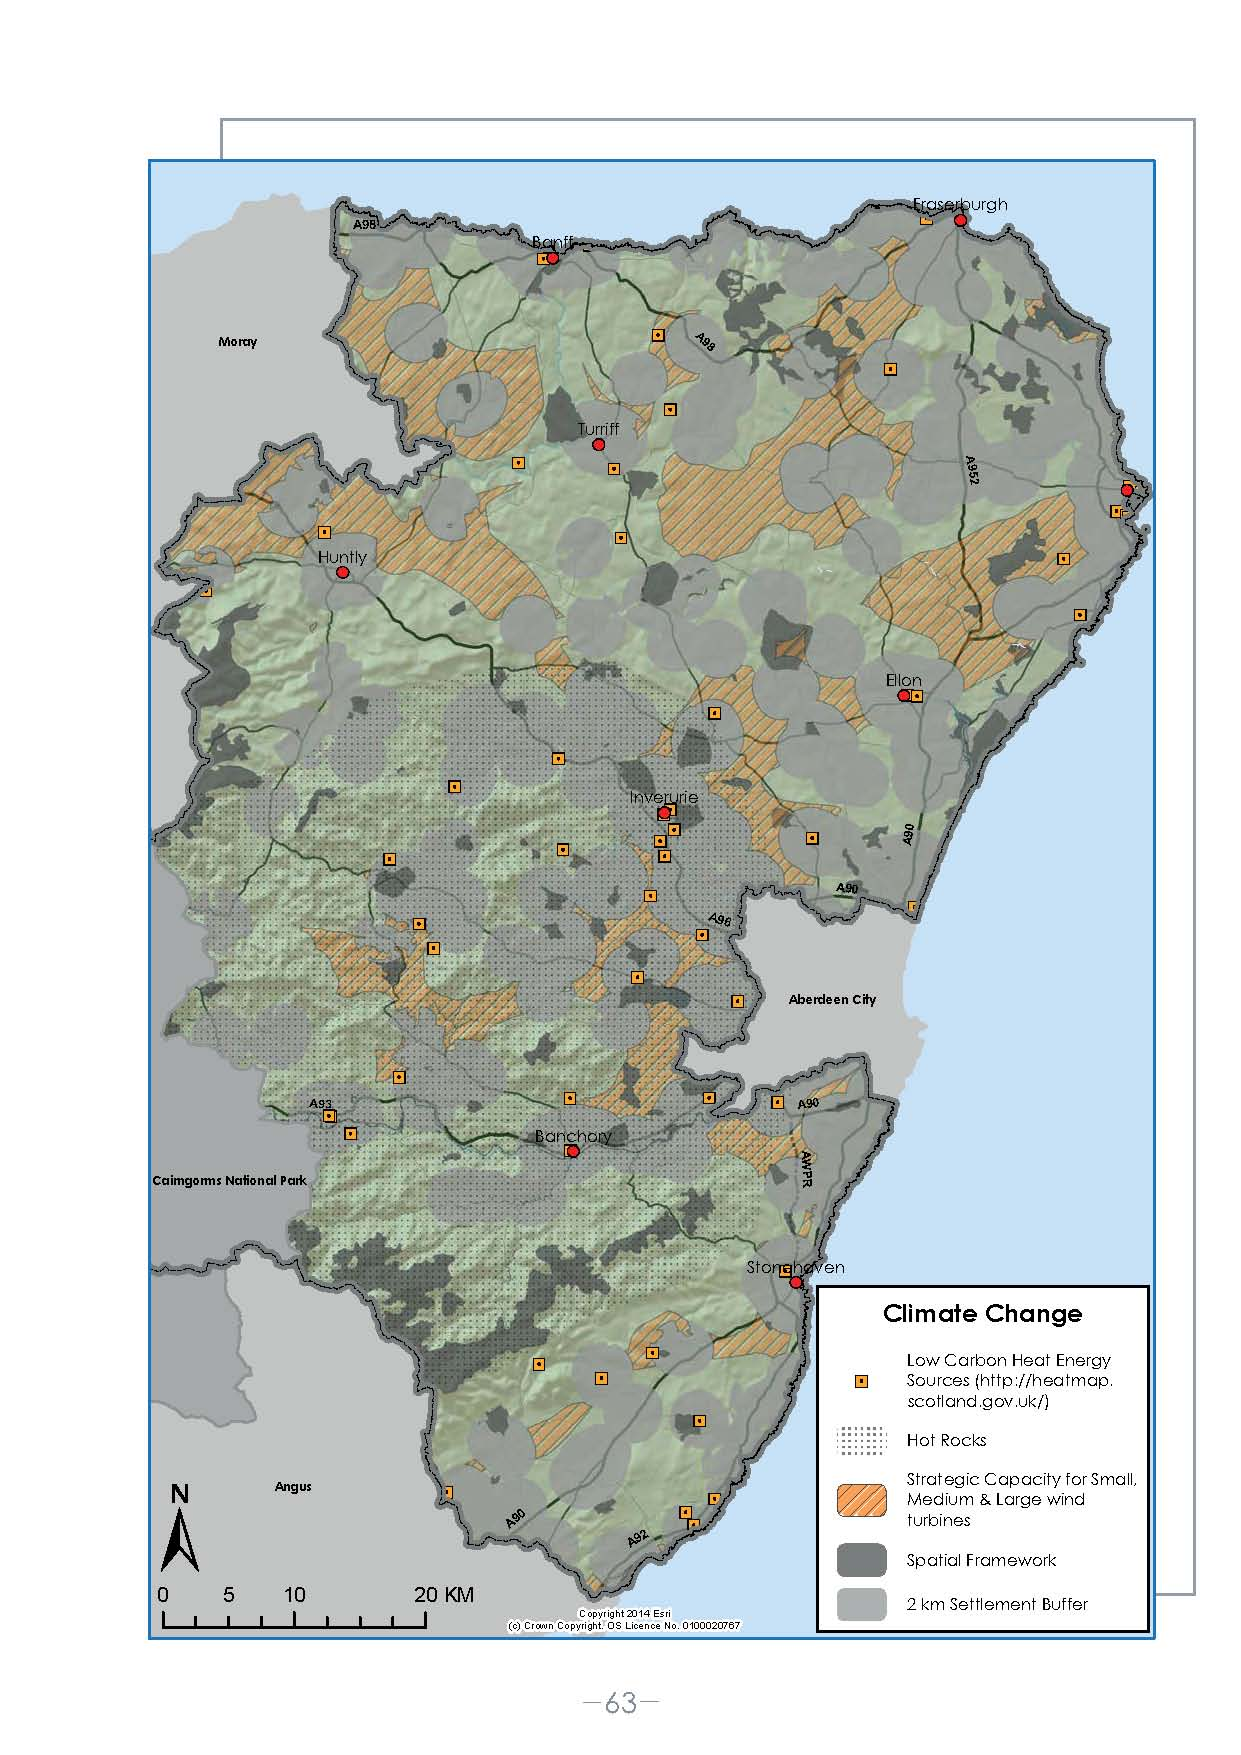 Fraserburgh
A98
Banff
Moray
A98
Turriff
A952
Huntly
Ellon
Inverurie
A90
A90
A96
Aberdeen City
A93
A90
Banchory
AWPR
Cairngorms National Park
Stonehaven
Angus
A90
A92
N
0 5 10 20 KM
Copyright 2014 Esri
(c) Crown Copyright. OS Licence No. 0100020767
Climate Change
Low Carbon Heat Energy
Sources (http://heatmap.
scotland.gov.uk/)
Hot Rocks
Strategic Capacity for Small,
Medium & Large wind
turbines
Spatial Framework
2 km Settlement Buffer
—63—